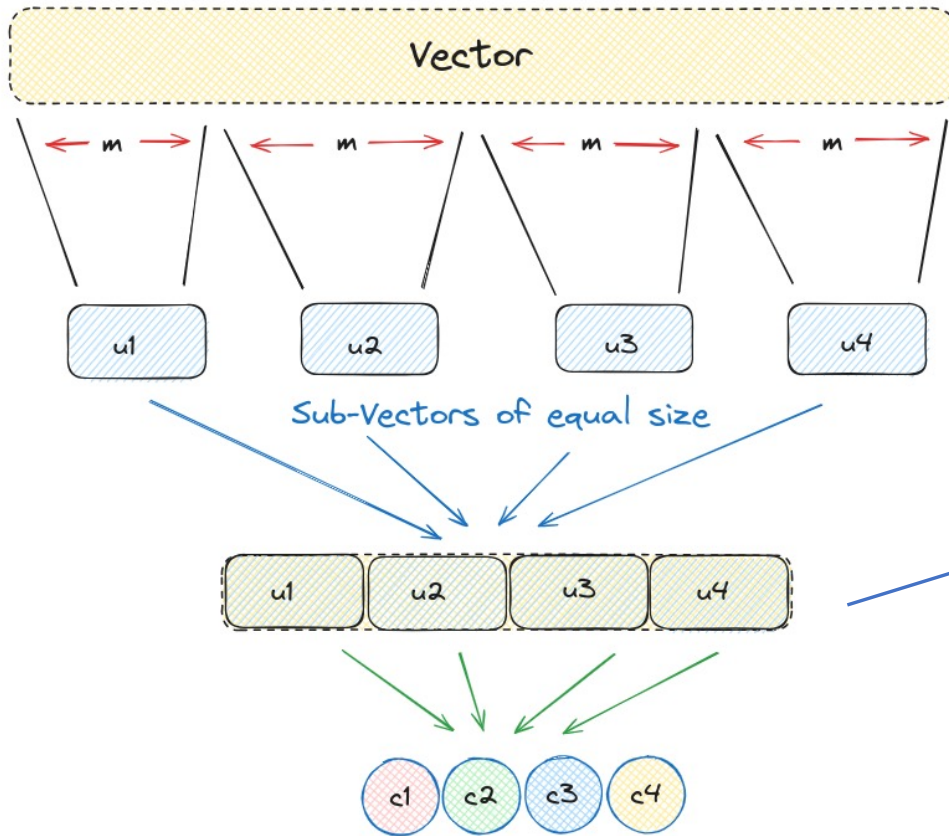 Vector
m m m m
u1 u2 u3 u4
Sub-Vectors of equal size
u1 u2 u3 u4
c1 c2 c3 c4